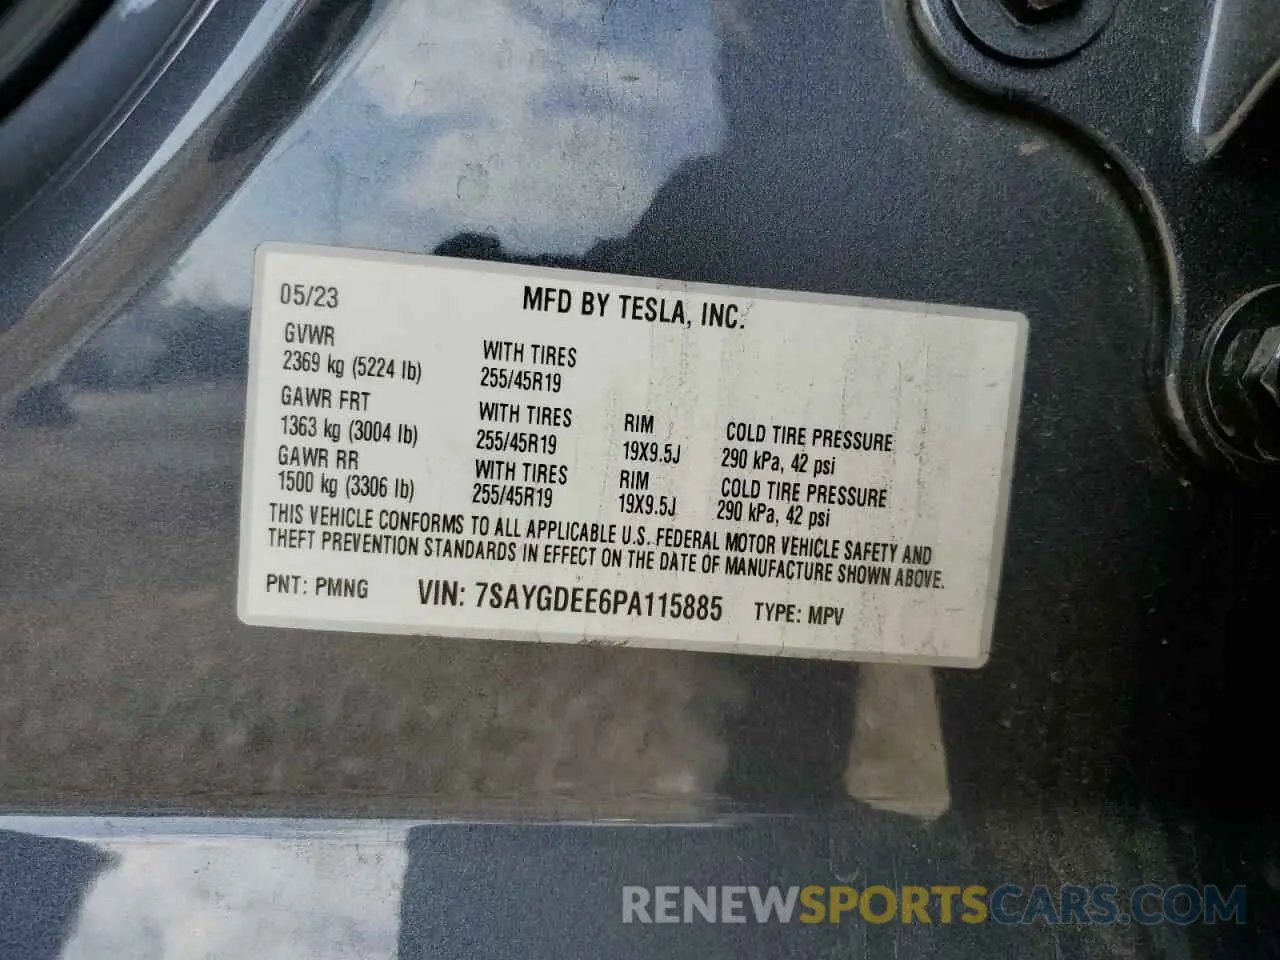 05/23 MFD BY TESLA, INC.
GVWR
2369 kg (5224 lb)
WITH TIRES
255/45R19
GAWR FRT
1363 kg (3004 lb)
WITH TIRES
255/45R19
RIM
19X9.5J
COLD TIRE PRESSURE
290 kPa, 42 psi
GAWR RR
1500 kg (3306 lb)
WITH TIRES
255/45R19
RIM
19X9.5J
COLD TIRE PRESSURE
290 kPa, 42 psi
THIS VEHICLE CONFORMS TO ALL APPLICABLE U.S. FEDERAL MOTOR VEHICLE SAFETY AND
THEFT PREVENTION STANDARDS IN EFFECT ON THE DATE OF MANUFACTURE SHOWN ABOVE.
PNT: PMNG VIN: 7SAYGDEE6PA115885 TYPE: MPV
RENEWSPORTSCARS.COM